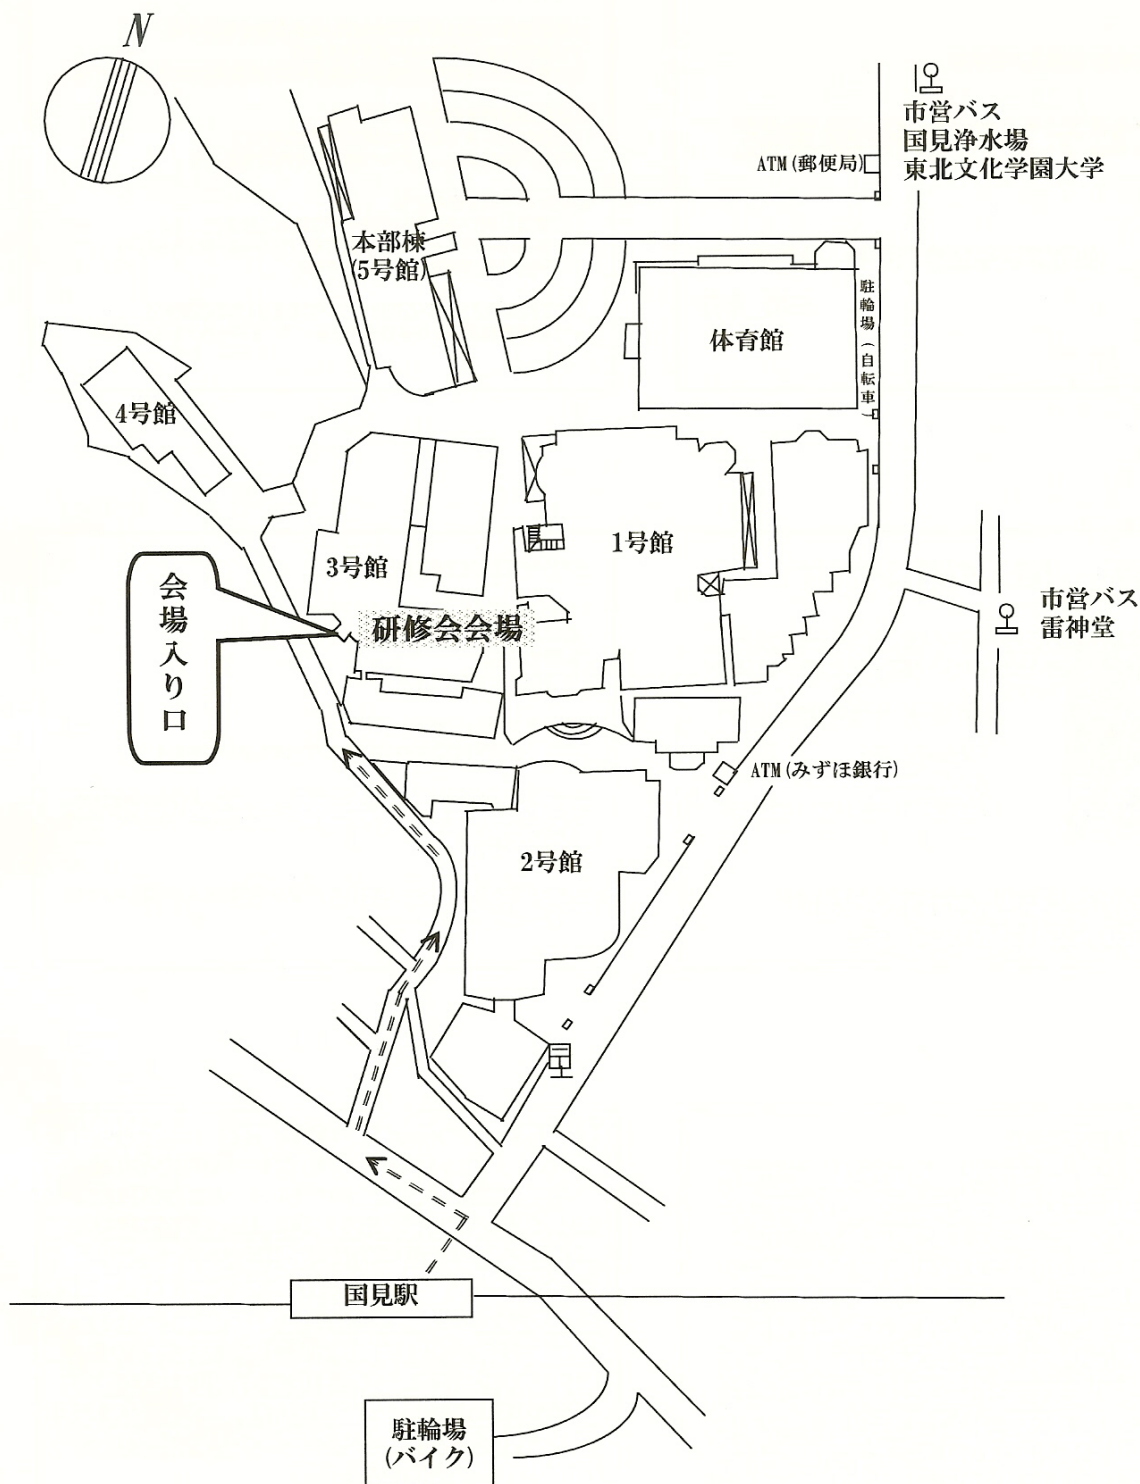 N
市営バス
国見浄水場
東北文化学園大学
ATM(郵便局)
本部棟
(5号館)
駐輪場(自転車)
体育館
4号館
1号館
3号館
会場入り口
研修会会場
市営バス
雷神堂
ATM(みずほ銀行)
2号館
国見駅
駐輪場
(バイク)